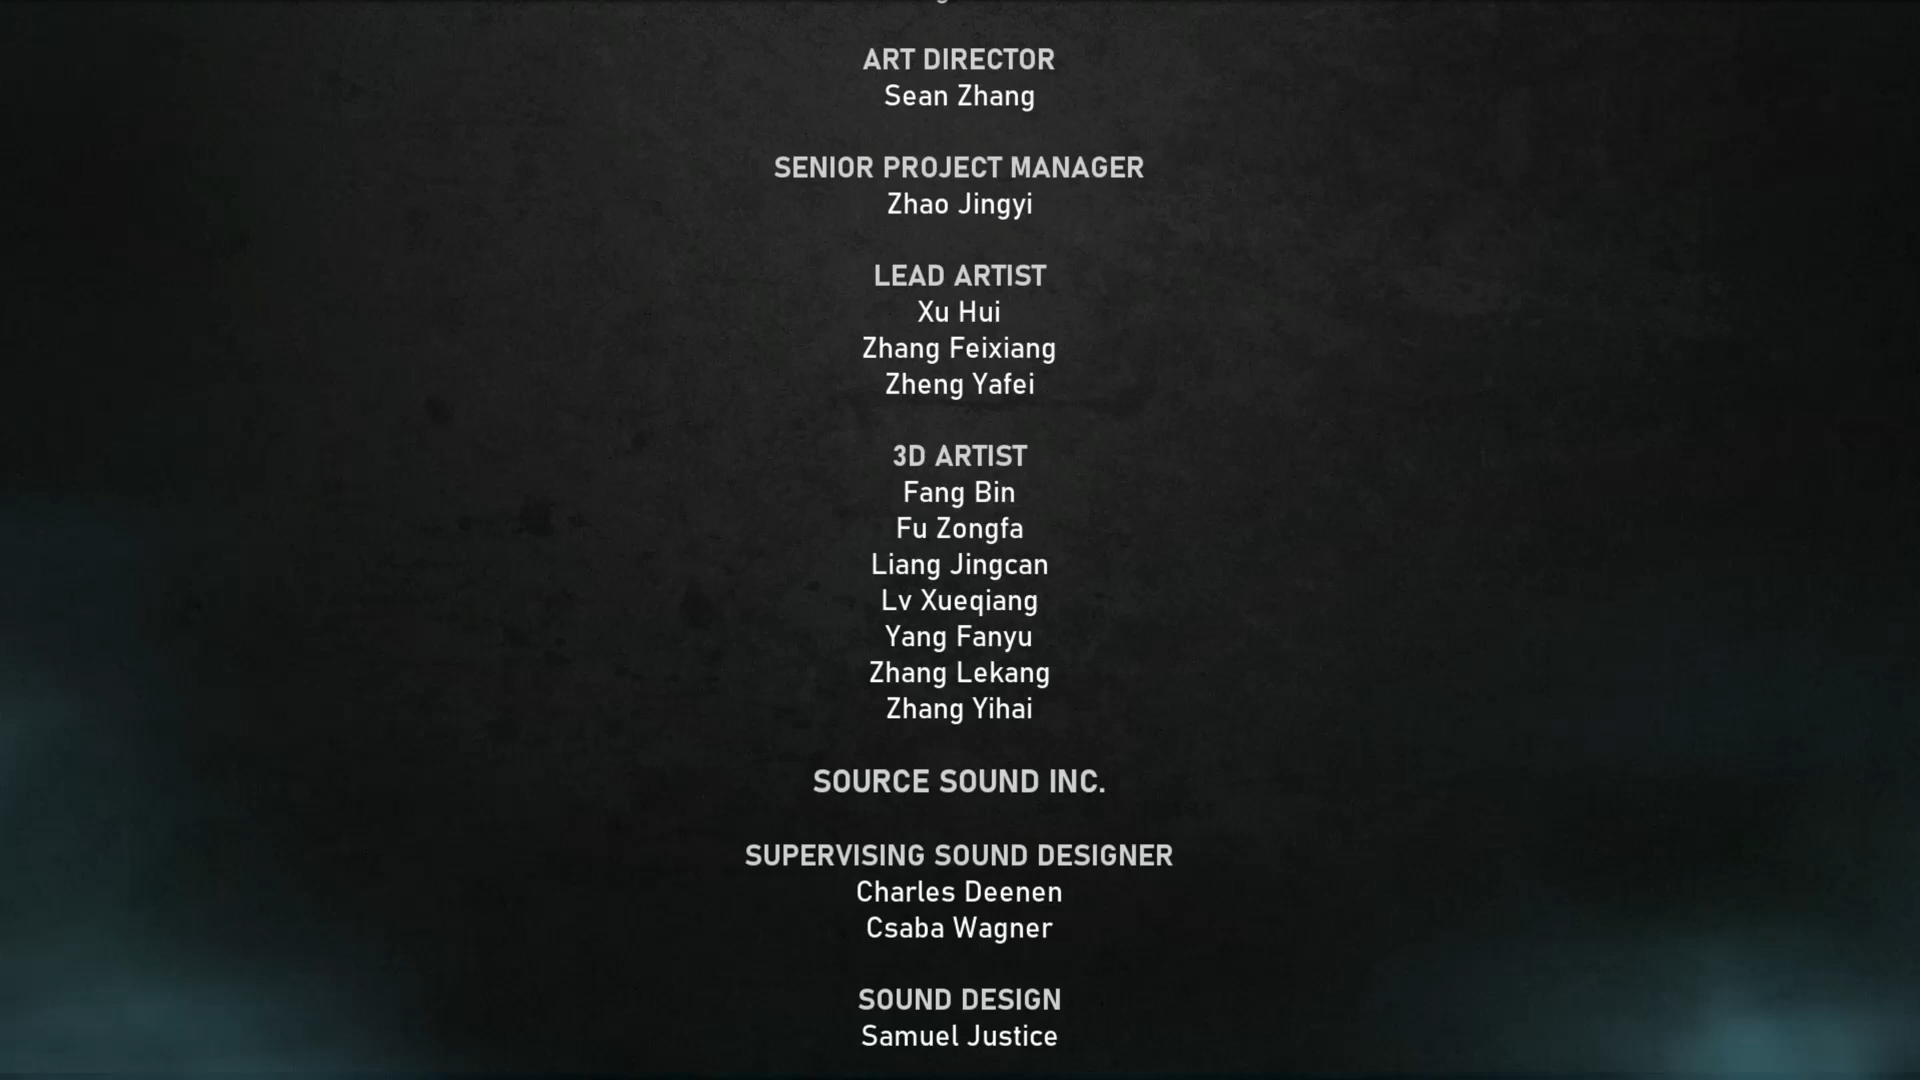 ART DIRECTOR
Sean Zhang
SENIOR PROJECT MANAGER
Zhao Jingyi
LEAD ARTIST
Xu Hui
Zhang Feixiang
Zheng Yafei
3D ARTIST
Fang Bin
Fu Zongfa
Liang Jingcan
Lv Xueqiang
Yang Fanyu
Zhang Lekang
Zhang Yihai
SOURCE SOUND INC.
SUPERVISING SOUND DESIGNER
Charles Deenen
Csaba Wagner
SOUND DESIGN
Samuel Justice